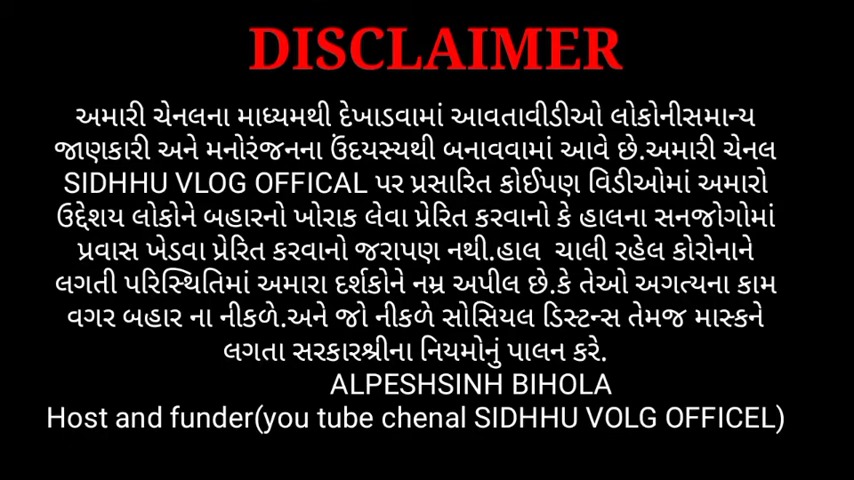 DISCLAIMER
અમારી ચેનલના માધ્યમથી દેખાડવામાં આવતાવીડીઓ લોકોનીસમાન્ય
જાણકારી અને મનોરંજનના ઉંદયસ્યથી બનાવવામાં આવે છે.અમારી ચેનલ
SIDHHU VLOG OFFICAL પર પ્રસારિત કોઈપણ વિડીઓમાં અમારો
ઉદ્દેશય લોકોને બહારનો ખોરાક લેવા પ્રેરિત કરવાનો કે હાલના સનજોગોમાં
પ્રવાસ ખેડવા પ્રેરિત કરવાનો જરાપણ નથી.હાલ ચાલી રહેલ કોરોનાને
લગતી પરિસ્થિતિમાં અમારા દર્શકોને નમ્ર અપીલ છે.કે તેઓ અગત્યના કામ
વગર બહાર ના નીકળે.અને જો નીકળે સોસિયલ ડિસ્ટન્સ તેમજ માસ્કને
લગતા સરકારશ્રીના નિયમોનું પાલન કરે.
ALPESHSINH BIHOLA
Host and funder(you tube chenal SIDHHU VOLG OFFICEL)